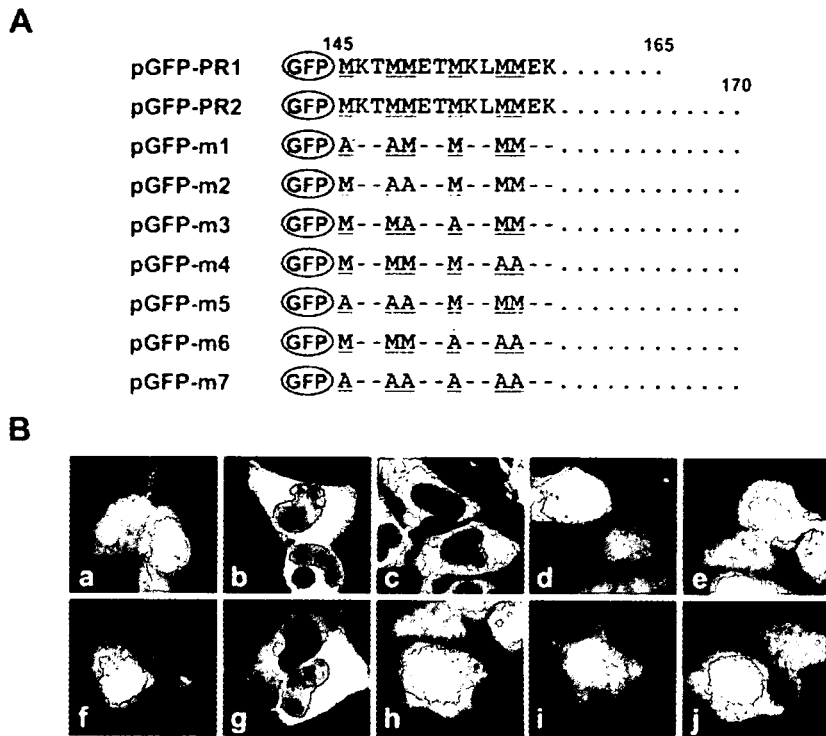 A
145 165
pGFP-PR1 GFP MKTMMETMKLMMEK.......
170
pGFP-PR2 GFP MKTMMETMKLMMEK............
pGFP-m1 GFP A--AM--M--MM--............
pGFP-m2 GFP M--AA--M--MM--............
pGFP-m3 GFP M--MA--A--MM--............
pGFP-m4 GFP M--MM--M--AA--............
pGFP-m5 GFP A--AA--M--MM--............
pGFP-m6 GFP M--MM--A--AA--............
pGFP-m7 GFP A--AA--A--AA--............
B
a b c d e
f g h i j